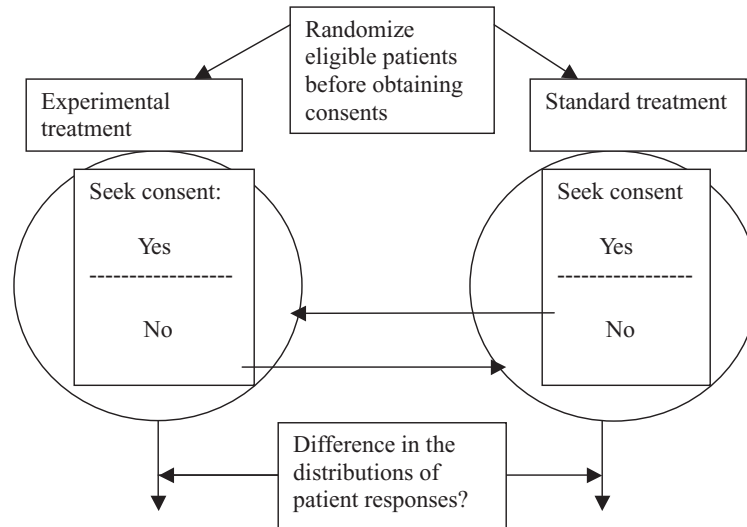 Randomize
eligible patients
before obtaining
consents
Experimental
treatment
Standard treatment
Seek consent:
Yes
No
Seek consent
Yes
No
Difference in the
distributions of
patient responses?